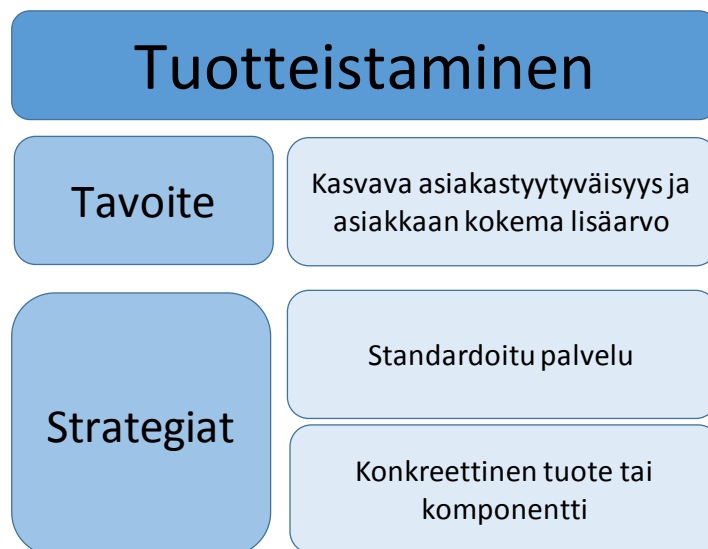 Tuotteistaminen
Tavoite
Kasvava asiakastyytyväisyys ja
asiakkaan kokema lisäarvo
Strategiat
Standardoitu palvelu
Konkreettinen tuote tai
komponentti